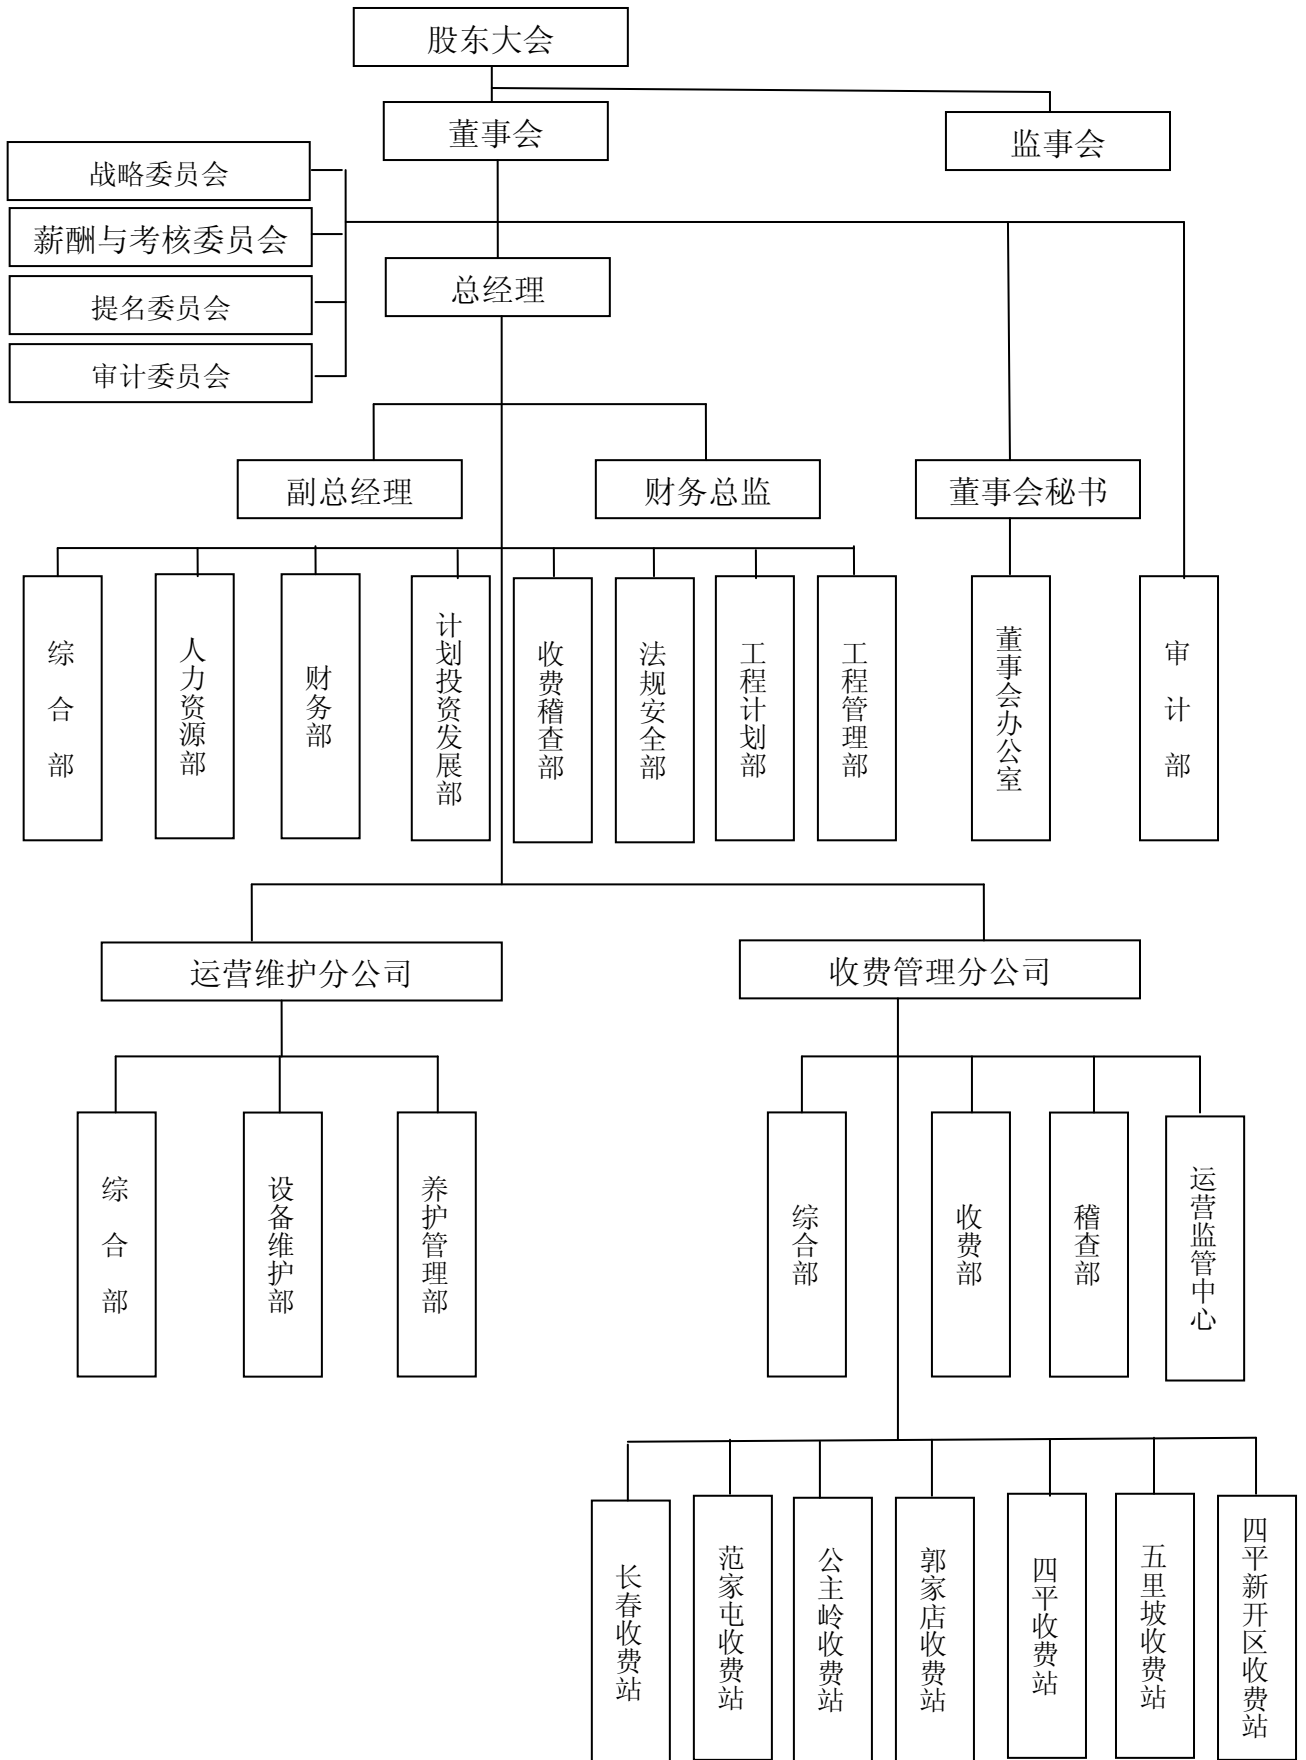 股东大会
董事会
监事会
战略委员会
薪酬与考核委员会
提名委员会
审计委员会
总经理
副总经理
财务总监
董事会秘书
综合部
人力资源部
财务部
计划投资发展部
收费稽查部
法规安全部
工程计划部
工程管理部
董事会办公室
审计部
运营维护分公司
收费管理分公司
综合部
设备维护部
养护管理部
综合部
收费部
稽查部
运营监管中心
长春收费站
范家屯收费站
公主岭收费站
郭家店收费站
四平收费站
五里坡收费站
四平新开区收费站